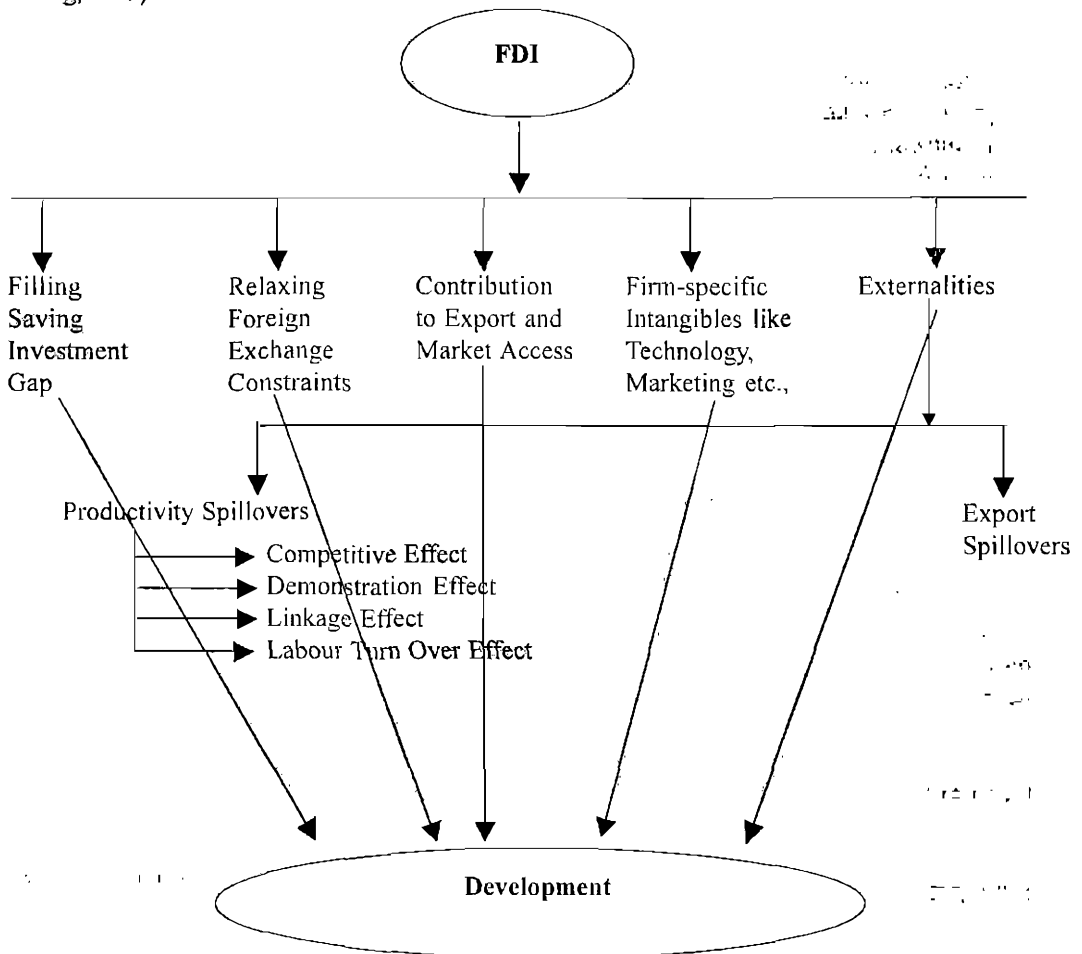 FDI
Filling
Saving
Investment
Gap
Relaxing
Foreign
Exchange
Constraints
Contribution
to Export and
Market Access
Firm-specific
Intangibles like
Technology,
Marketing etc.,
Externalities
Productivity Spillovers
Competitive Effect
Demonstration Effect
Linkage Effect
Labour Turn Over Effect
Export
Spillovers
Development